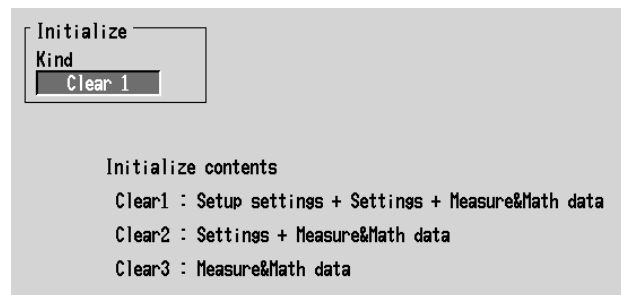 Initialize
Kind
Clear 1
Initialize contents
Clear1 : Setup settings + Settings + Measure&Math data
Clear2 : Settings + Measure&Math data
Clear3 : Measure&Math data